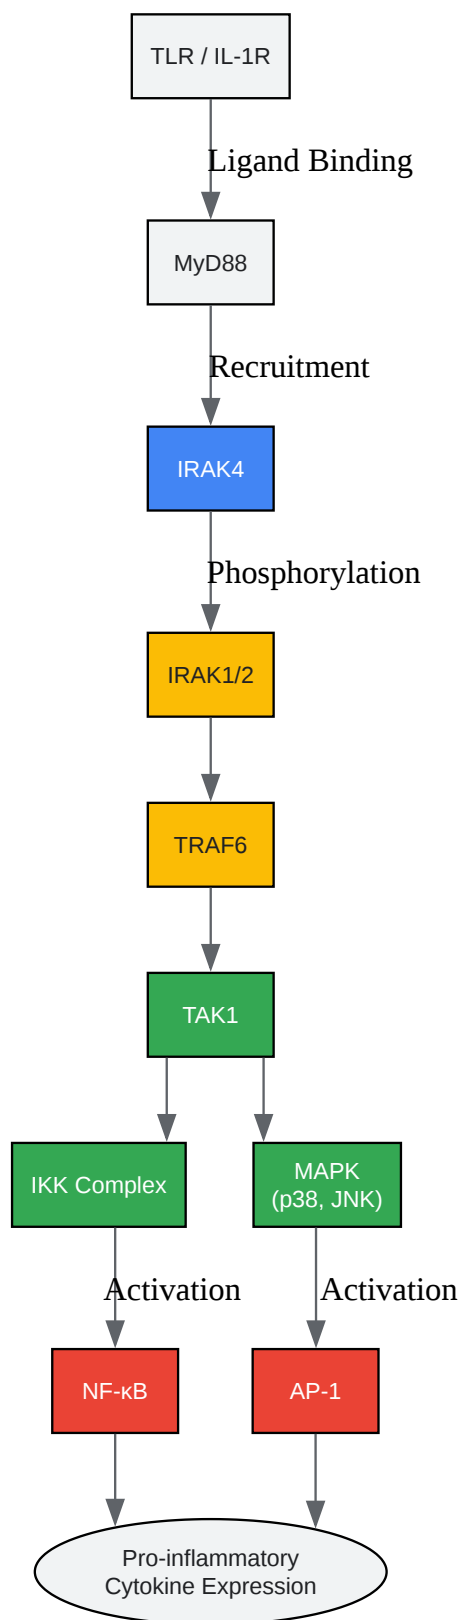 TLR / IL-1R
Ligand Binding
MyD88
Recruitment
IRAK4
Phosphorylation
IRAK1/2
TRAF6
TAK1
IKK Complex
MAPK
(p38, JNK)
Activation
Activation
NF-κB
AP-1
Pro-inflammatory
Cytokine Expression